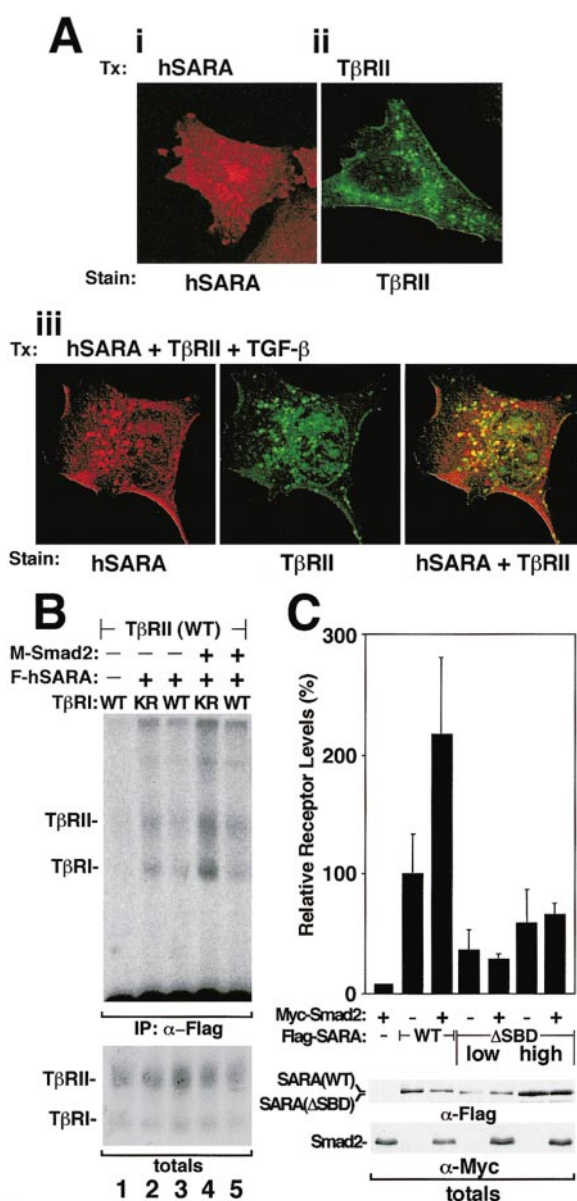 A
i ii
Tx: hSARA TβRII
Stain: hSARA TβRII
iii
Tx: hSARA + TβRII + TGF-β
Stain: hSARA TβRII hSARA + TβRII
B
TβRII (WT)
M-Smad2: – – – + +
F-hSARA: – + + + +
TβRI: WT KR WT KR WT
TβRII-
TβRI-
IP: α-Flag
TβRII-
TβRI-
totals
1 2 3 4 5
C
Relative Receptor Levels (%)
300
200
100
0
Myc-Smad2: + - + - + - +
Flag-SARA: - WT ΔSBD
low high
SARA(WT)
SARA(ΔSBD)
α-Flag
Smad2-
α-Myc
totals